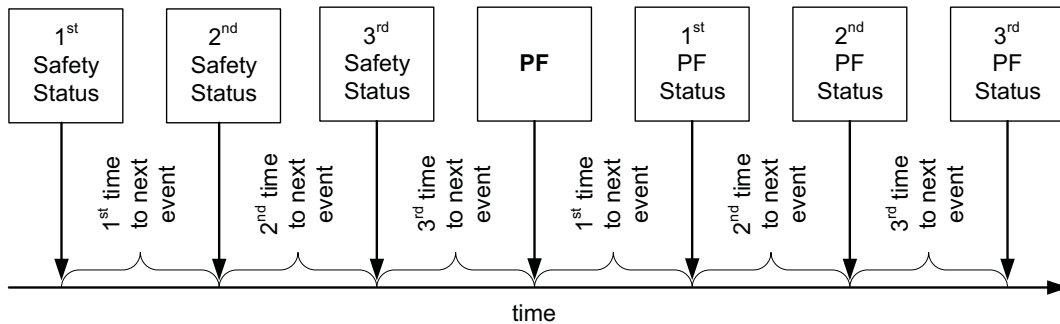 1st
Safety
Status
2nd
Safety
Status
3rd
Safety
Status
PF
1st
PF
Status
2nd
PF
Status
3rd
PF
Status
1st time
to next
event
2nd time
to next
event
3rd time
to next
event
1st time
to next
event
2nd time
to next
event
3rd time
to next
event
time